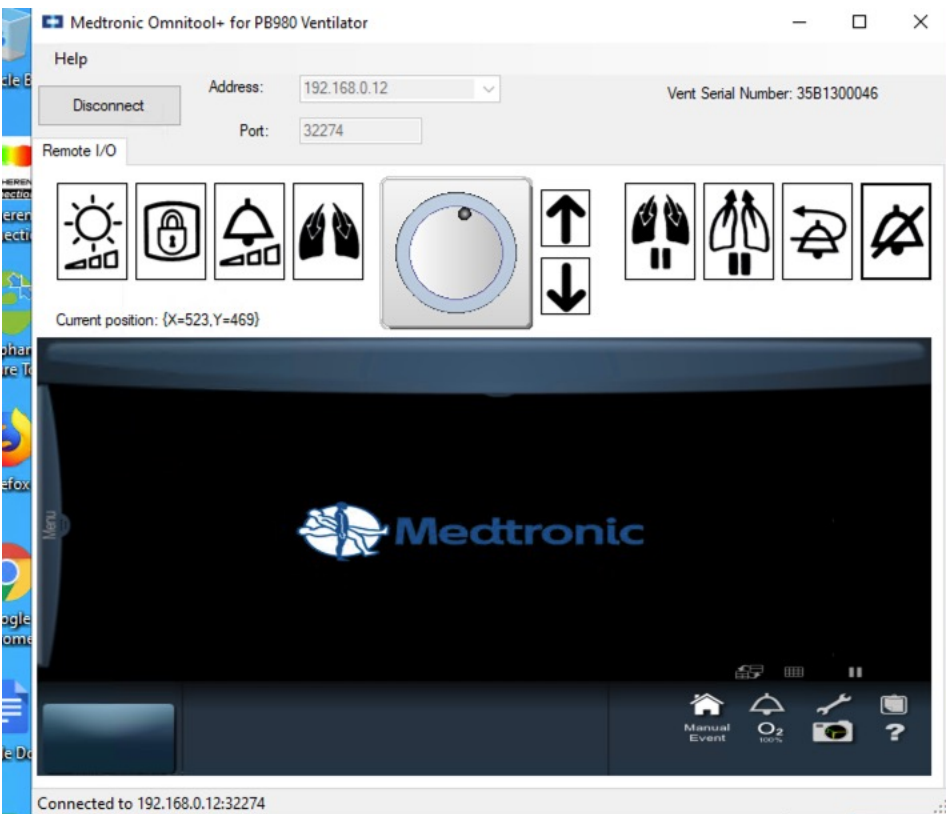 Medtronic Omnitool+ for PB980 Ventilator
Help
Disconnect
Address:
192.168.0.12
Vent Serial Number: 35B1300046
Port:
32274
Remote I/O
Current position: {X=523,Y=469}
Menu
Medtronic
Manual
Event
O2
100%
?
Connected to 192.168.0.12:32274